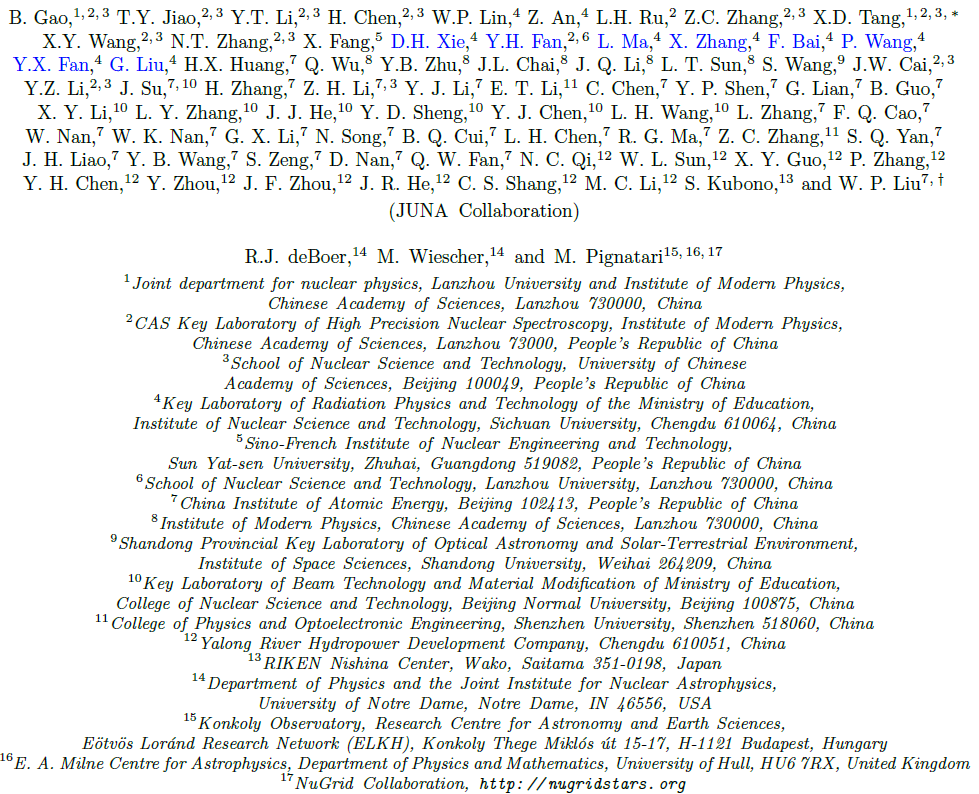 B. Gao,1, 2, 3 T.Y. Jiao,2, 3 Y.T. Li,2, 3 H. Chen,2, 3 W.P. Lin,4 Z. An,4 L.H. Ru,2 Z.C. Zhang,2, 3 X.D. Tang,1, 2, 3, *
X.Y. Wang,2, 3 N.T. Zhang,2, 3 X. Fang,5 D.H. Xie,4 Y.H. Fan,2, 6 L. Ma,4 X. Zhang,4 F. Bai,4 P. Wang,4
Y.X. Fan,4 G. Liu,4 H.X. Huang,7 Q. Wu,8 Y.B. Zhu,8 J.L. Chai,8 J. Q. Li,8 L. T. Sun,8 S. Wang,9 J.W. Cai,2, 3
Y.Z. Li,2, 3 J. Su,7, 10 H. Zhang,7 Z. H. Li,7, 3 Y. J. Li,7 E. T. Li,11 C. Chen,7 Y. P. Shen,7 G. Lian,7 B. Guo,7
X. Y. Li,10 L. Y. Zhang,10 J. J. He,10 Y. D. Sheng,10 Y. J. Chen,10 L. H. Wang,10 L. Zhang,7 F. Q. Cao,7
W. Nan,7 W. K. Nan,7 G. X. Li,7 N. Song,7 B. Q. Cui,7 L. H. Chen,7 R. G. Ma,7 Z. C. Zhang,11 S. Q. Yan,7
J. H. Liao,7 Y. B. Wang,7 S. Zeng,7 D. Nan,7 Q. W. Fan,7 N. C. Qi,12 W. L. Sun,12 X. Y. Guo,12 P. Zhang,12
Y. H. Chen,12 Y. Zhou,12 J. F. Zhou,12 J. R. He,12 C. S. Shang,12 M. C. Li,12 S. Kubono,13 and W. P. Liu7, †
(JUNA Collaboration)
R.J. deBoer,14 M. Wiescher,14 and M. Pignatari15, 16, 17
1Joint department for nuclear physics, Lanzhou University and Institute of Modern Physics,
Chinese Academy of Sciences, Lanzhou 730000, China
2CAS Key Laboratory of High Precision Nuclear Spectroscopy, Institute of Modern Physics,
Chinese Academy of Sciences, Lanzhou 73000, People's Republic of China
3School of Nuclear Science and Technology, University of Chinese
Academy of Sciences, Beijing 100049, People's Republic of China
4Key Laboratory of Radiation Physics and Technology of the Ministry of Education,
Institute of Nuclear Science and Technology, Sichuan University, Chengdu 610064, China
5Sino-French Institute of Nuclear Engineering and Technology,
Sun Yat-sen University, Zhuhai, Guangdong 519082, People's Republic of China
6School of Nuclear Science and Technology, Lanzhou University, Lanzhou 730000, China
7China Institute of Atomic Energy, Beijing 102413, People's Republic of China
8Institute of Modern Physics, Chinese Academy of Sciences, Lanzhou 730000, China
9Shandong Provincial Key Laboratory of Optical Astronomy and Solar-Terrestrial Environment,
Institute of Space Sciences, Shandong University, Weihai 264209, China
10Key Laboratory of Beam Technology and Material Modification of Ministry of Education,
College of Nuclear Science and Technology, Beijing Normal University, Beijing 100875, China
11College of Physics and Optoelectronic Engineering, Shenzhen University, Shenzhen 518060, China
12Yalong River Hydropower Development Company, Chengdu 610051, China
13RIKEN Nishina Center, Wako, Saitama 351-0198, Japan
14Department of Physics and the Joint Institute for Nuclear Astrophysics,
University of Notre Dame, Notre Dame, IN 46556, USA
15Konkoly Observatory, Research Centre for Astronomy and Earth Sciences,
Eötvös Loránd Research Network (ELKH), Konkoly Thege Miklós út 15-17, H-1121 Budapest, Hungary
16E. A. Milne Centre for Astrophysics, Department of Physics and Mathematics, University of Hull, HU6 7RX, United Kingdom
17NuGrid Collaboration, http://nugridstars.org